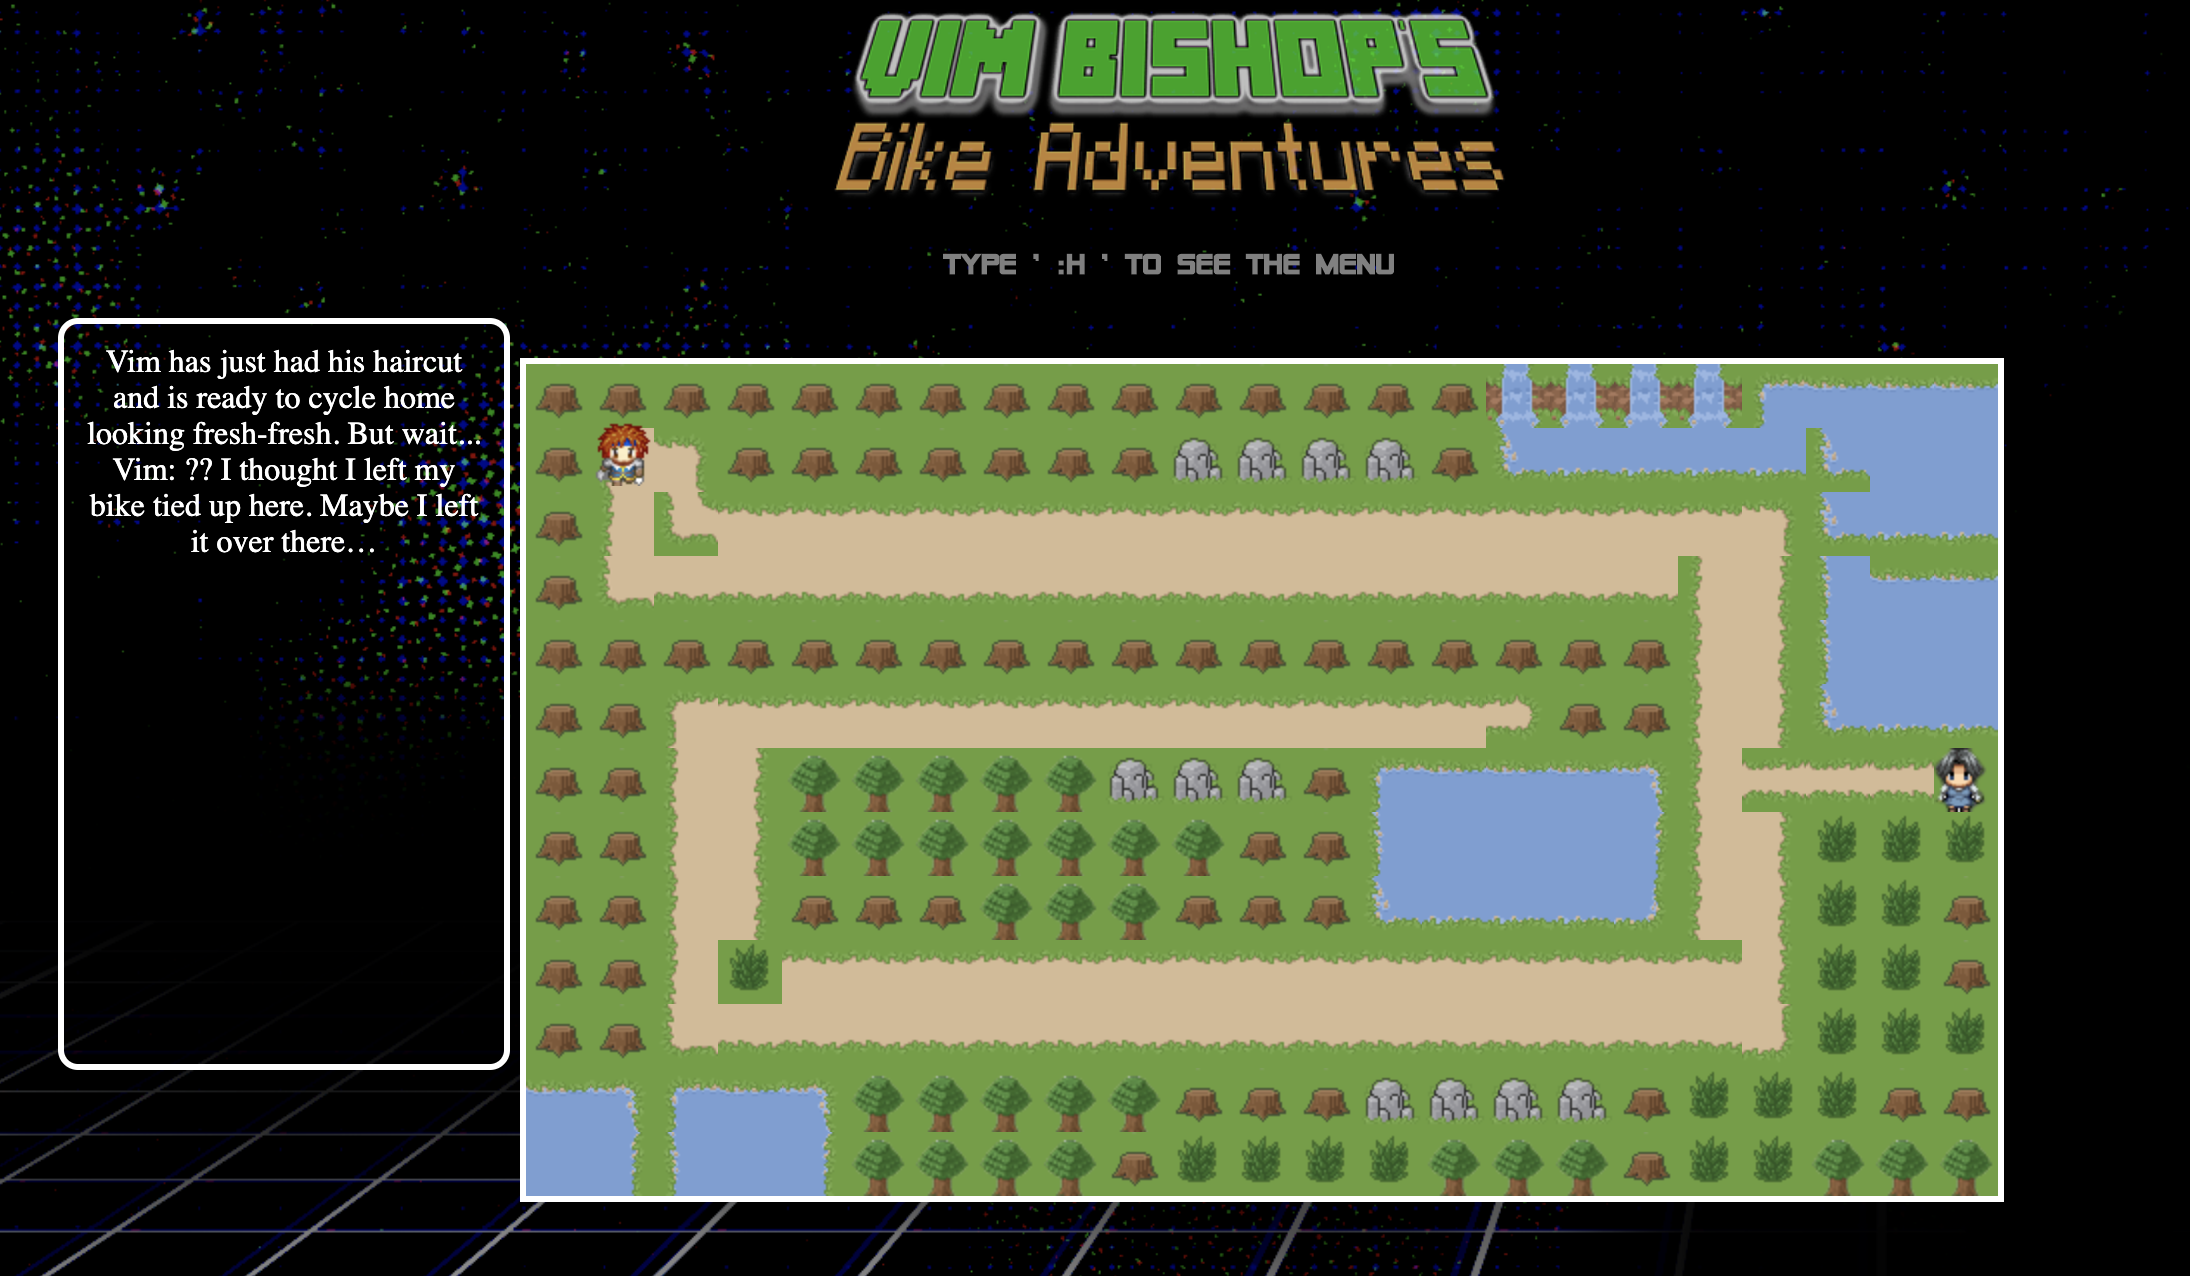 VIM BISHOP'S
Bike Adventures
TYPE ' :H ' TO SEE THE MENU
Vim has just had his haircut
and is ready to cycle home
looking fresh-fresh. But wait...
Vim: ?? I thought I left my
bike tied up here. Maybe I left
it over there…